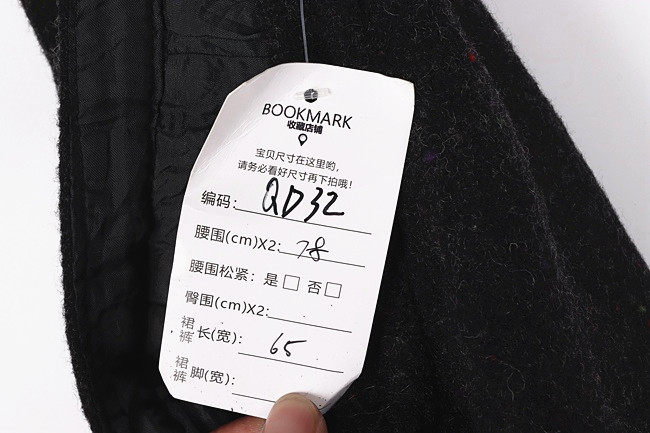 BOOKMARK
收藏店铺
宝贝尺寸在这里哟，
请务必看好尺寸再下拍哦！
编码：QD32
腰围(cm)X2：78
腰围松紧：是□ 否□
臀围(cm)X2：
裙裤长(宽)：65
裙裤脚(宽)：